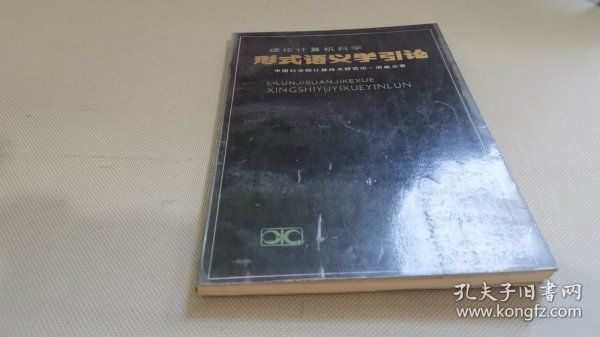 理论计算机科学
形式语义学引论
中国科学院计算技术研究所·周巢尘著
LILUNJISUANJIKEXUE
XINGSHIYUYIXUEYINLUN
孔夫子旧书网
www.kongfz.com